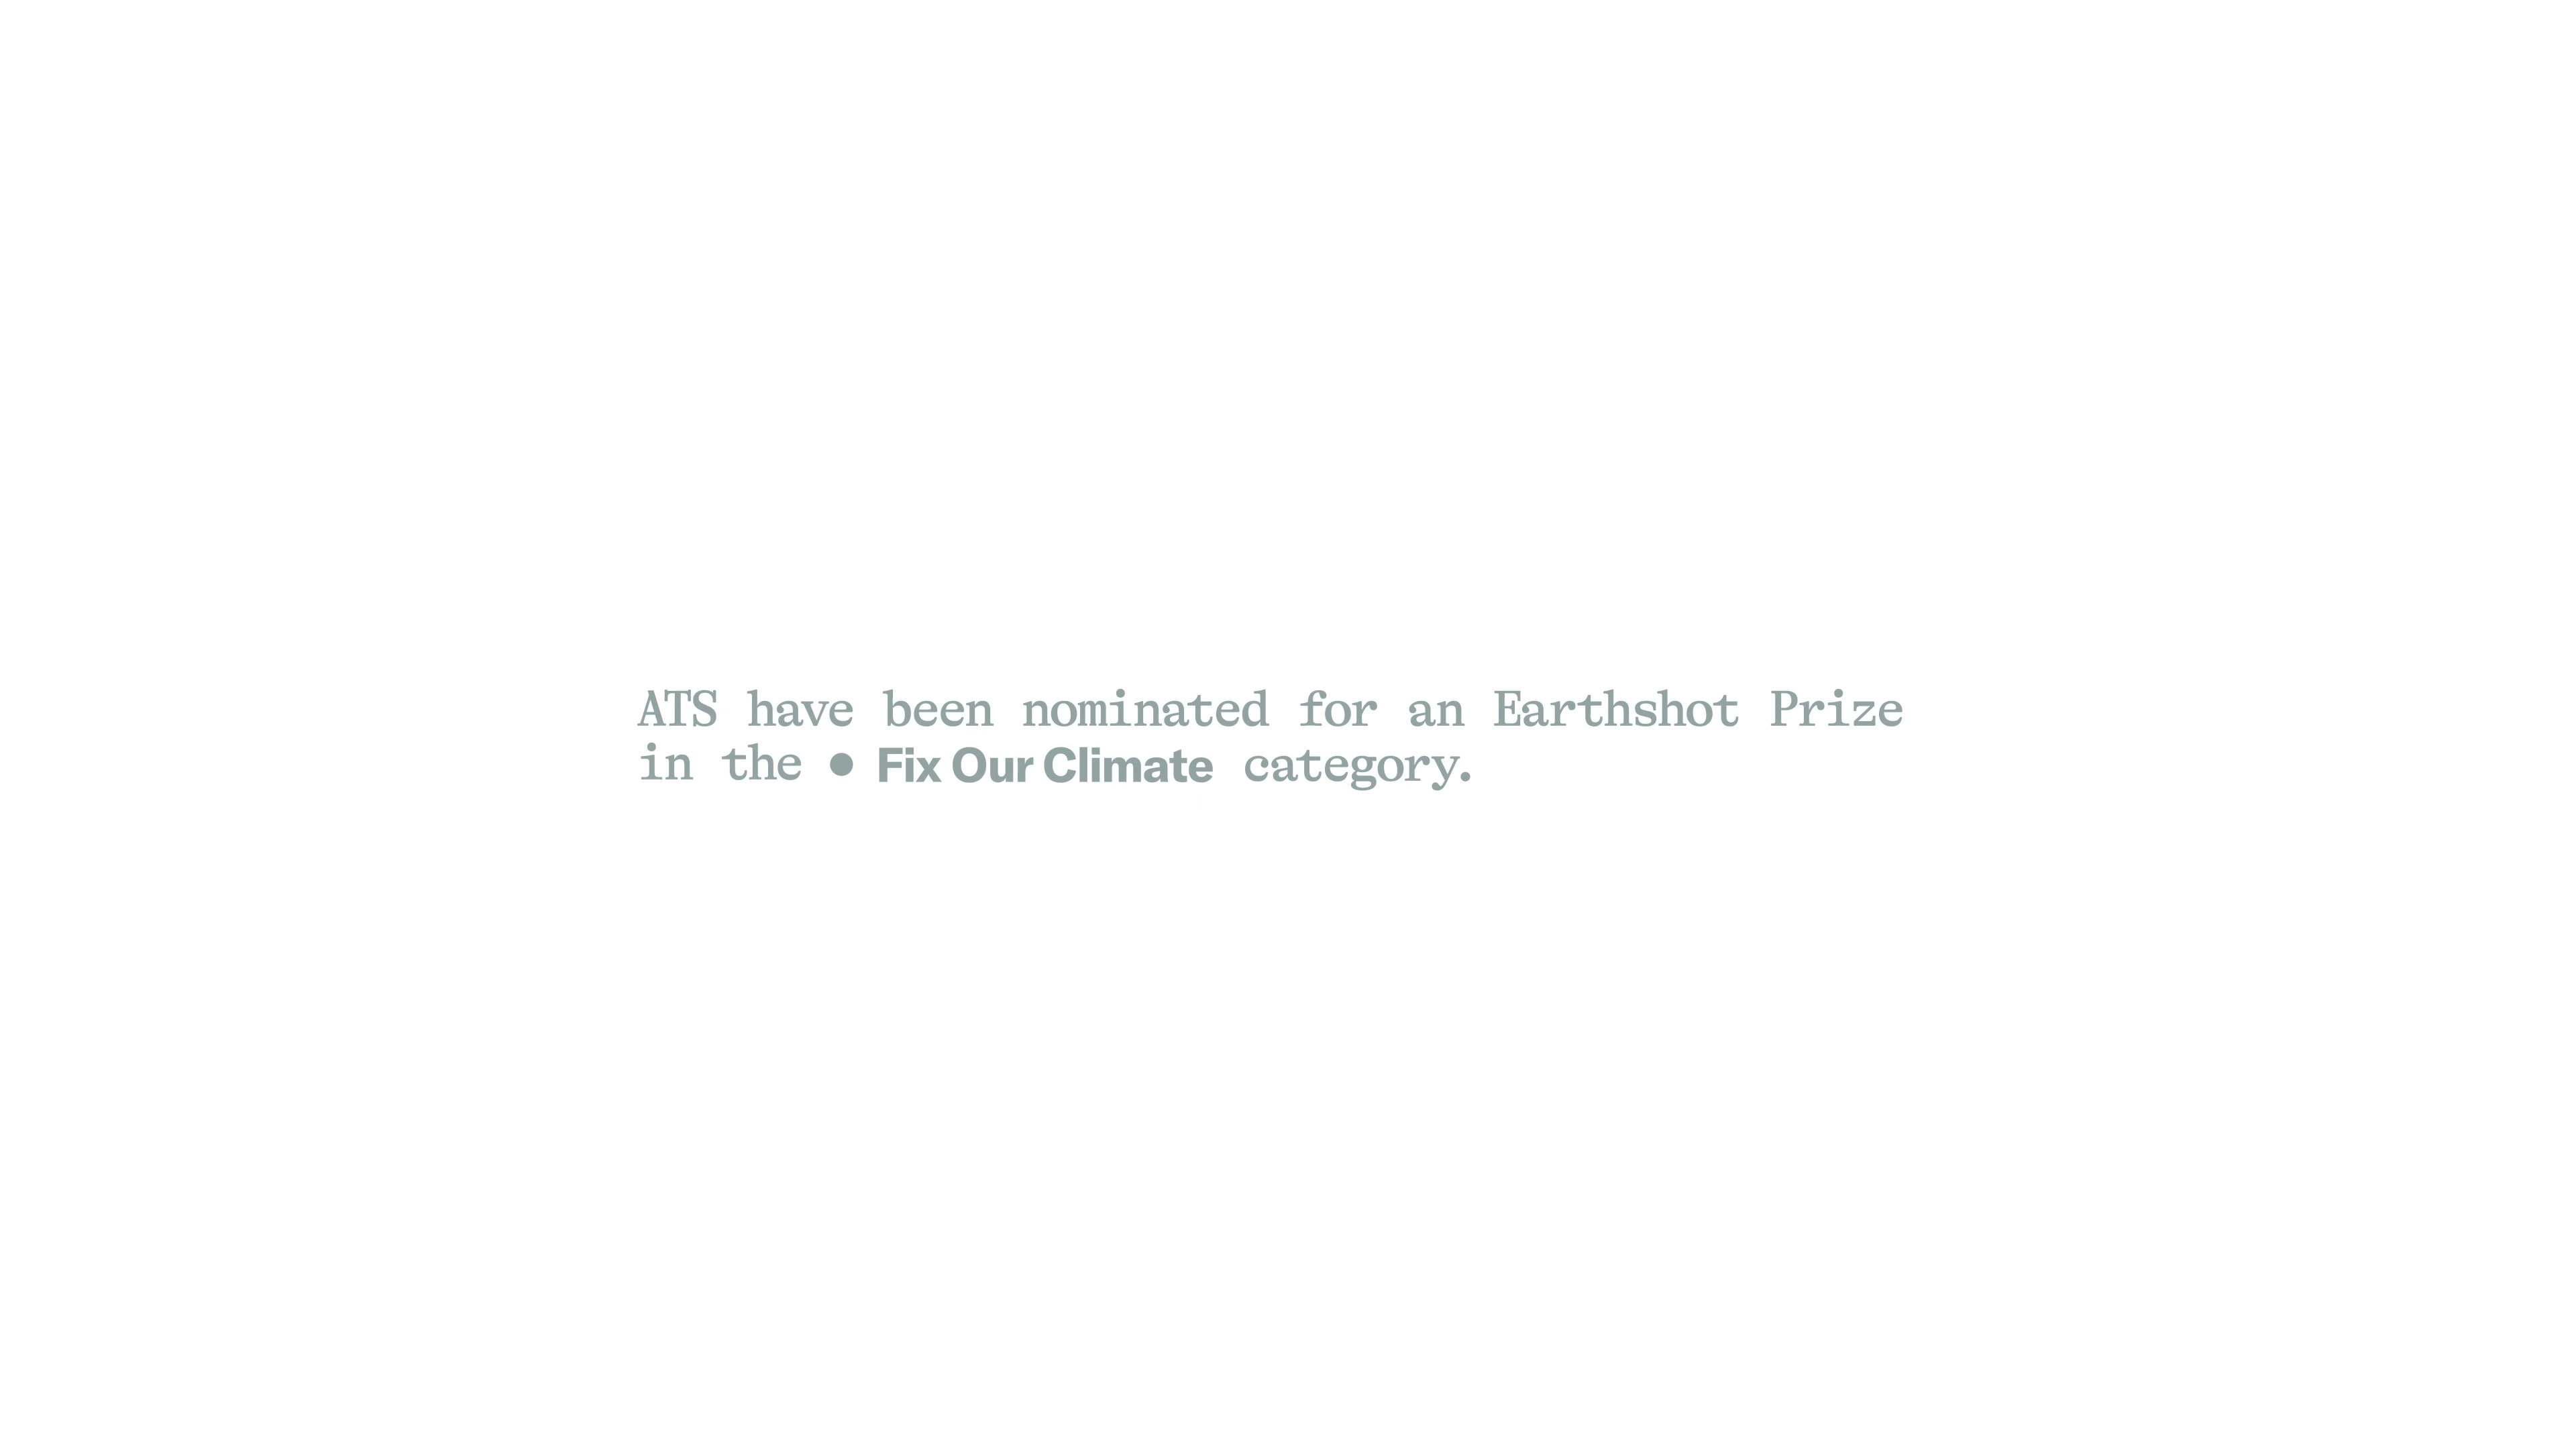 ATS have been nominated for an Earthshot Prize
in the ● Fix Our Climate category.